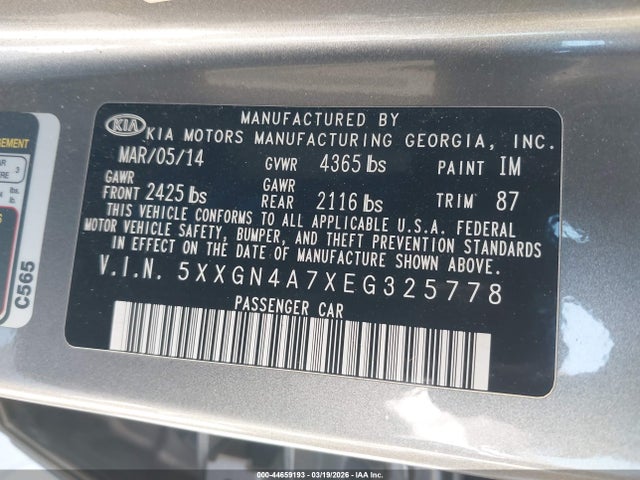 MANUFACTURED BY
KIA KIA MOTORS MANUFACTURING GEORGIA, INC.
MAR/05/14 GVWR 4365 lbs PAINT IM
GAWR FRONT 2425 lbs GAWR REAR 2116 lbs TRIM 87
THIS VEHICLE CONFORMS TO ALL APPLICABLE U.S.A. FEDERAL
MOTOR VEHICLE SAFETY, BUMPER, AND THEFT PREVENTION STANDARDS
IN EFFECT ON THE DATE OF MANUFACTURE SHOWN ABOVE.
V.I.N. 5XXGN4A7XEG325778
PASSENGER CAR
C565
000-44659193 - 03/19/2026 - IAA Inc.